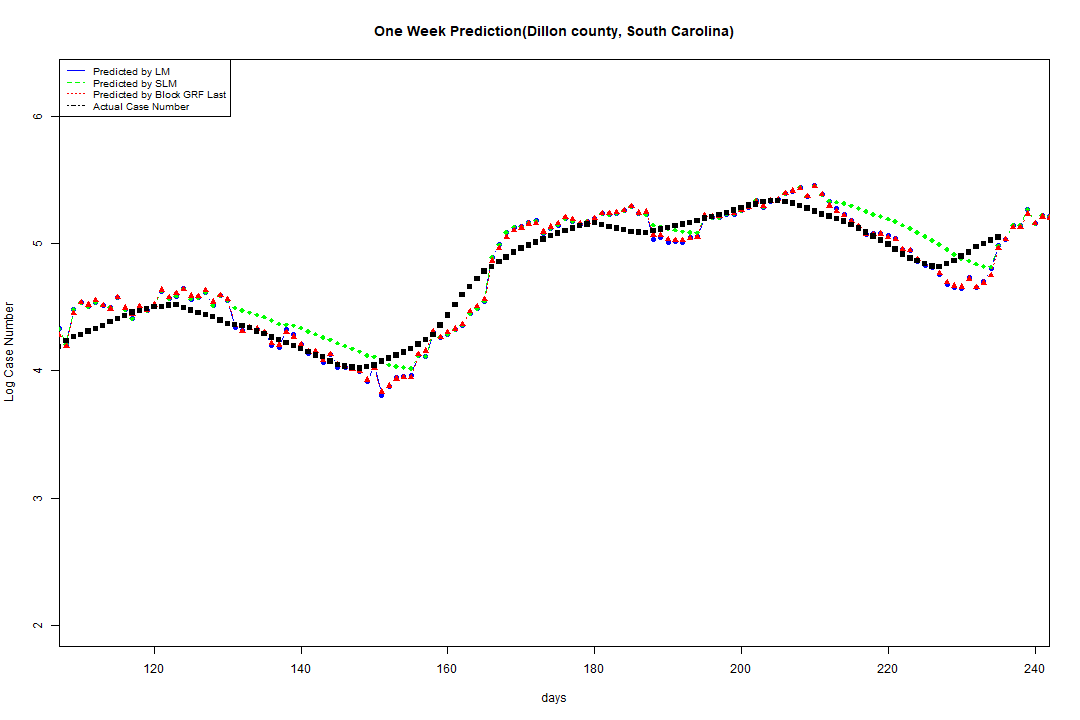 One Week Prediction(Dillon county, South Carolina)
Predicted by LM
Predicted by SLM
Predicted by Block GRF Last
Actual Case Number
6
5
4
3
2
Log Case Number
120 140 160 180 200 220 240
days